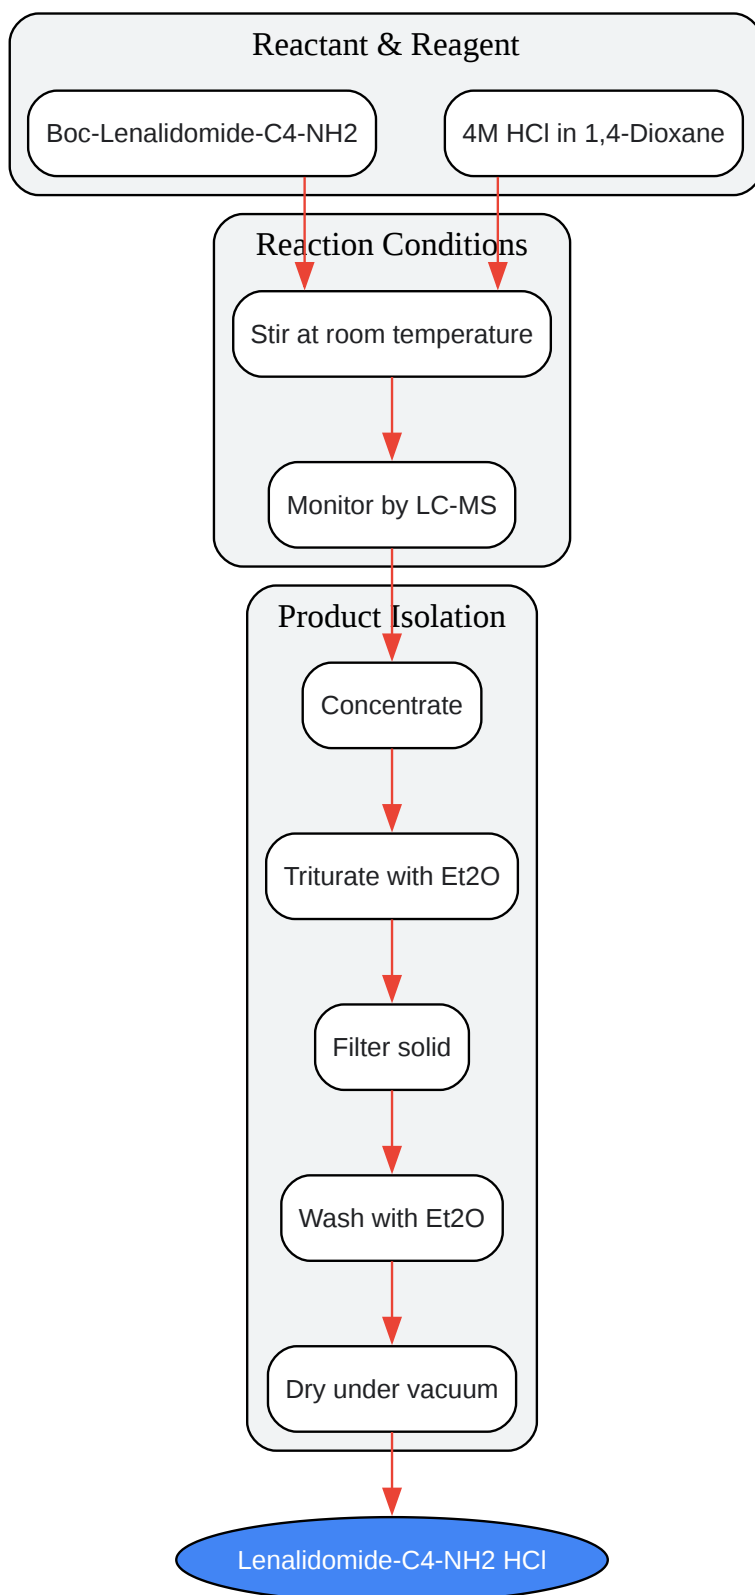 Reactant & Reagent
Boc-Lenalidomide-C4-NH2
4M HCl in 1,4-Dioxane
Reaction Conditions
Stir at room temperature
Monitor by LC-MS
Product Isolation
Concentrate
Triturate with Et2O
Filter solid
Wash with Et2O
Dry under vacuum
Lenalidomide-C4-NH2 HCl